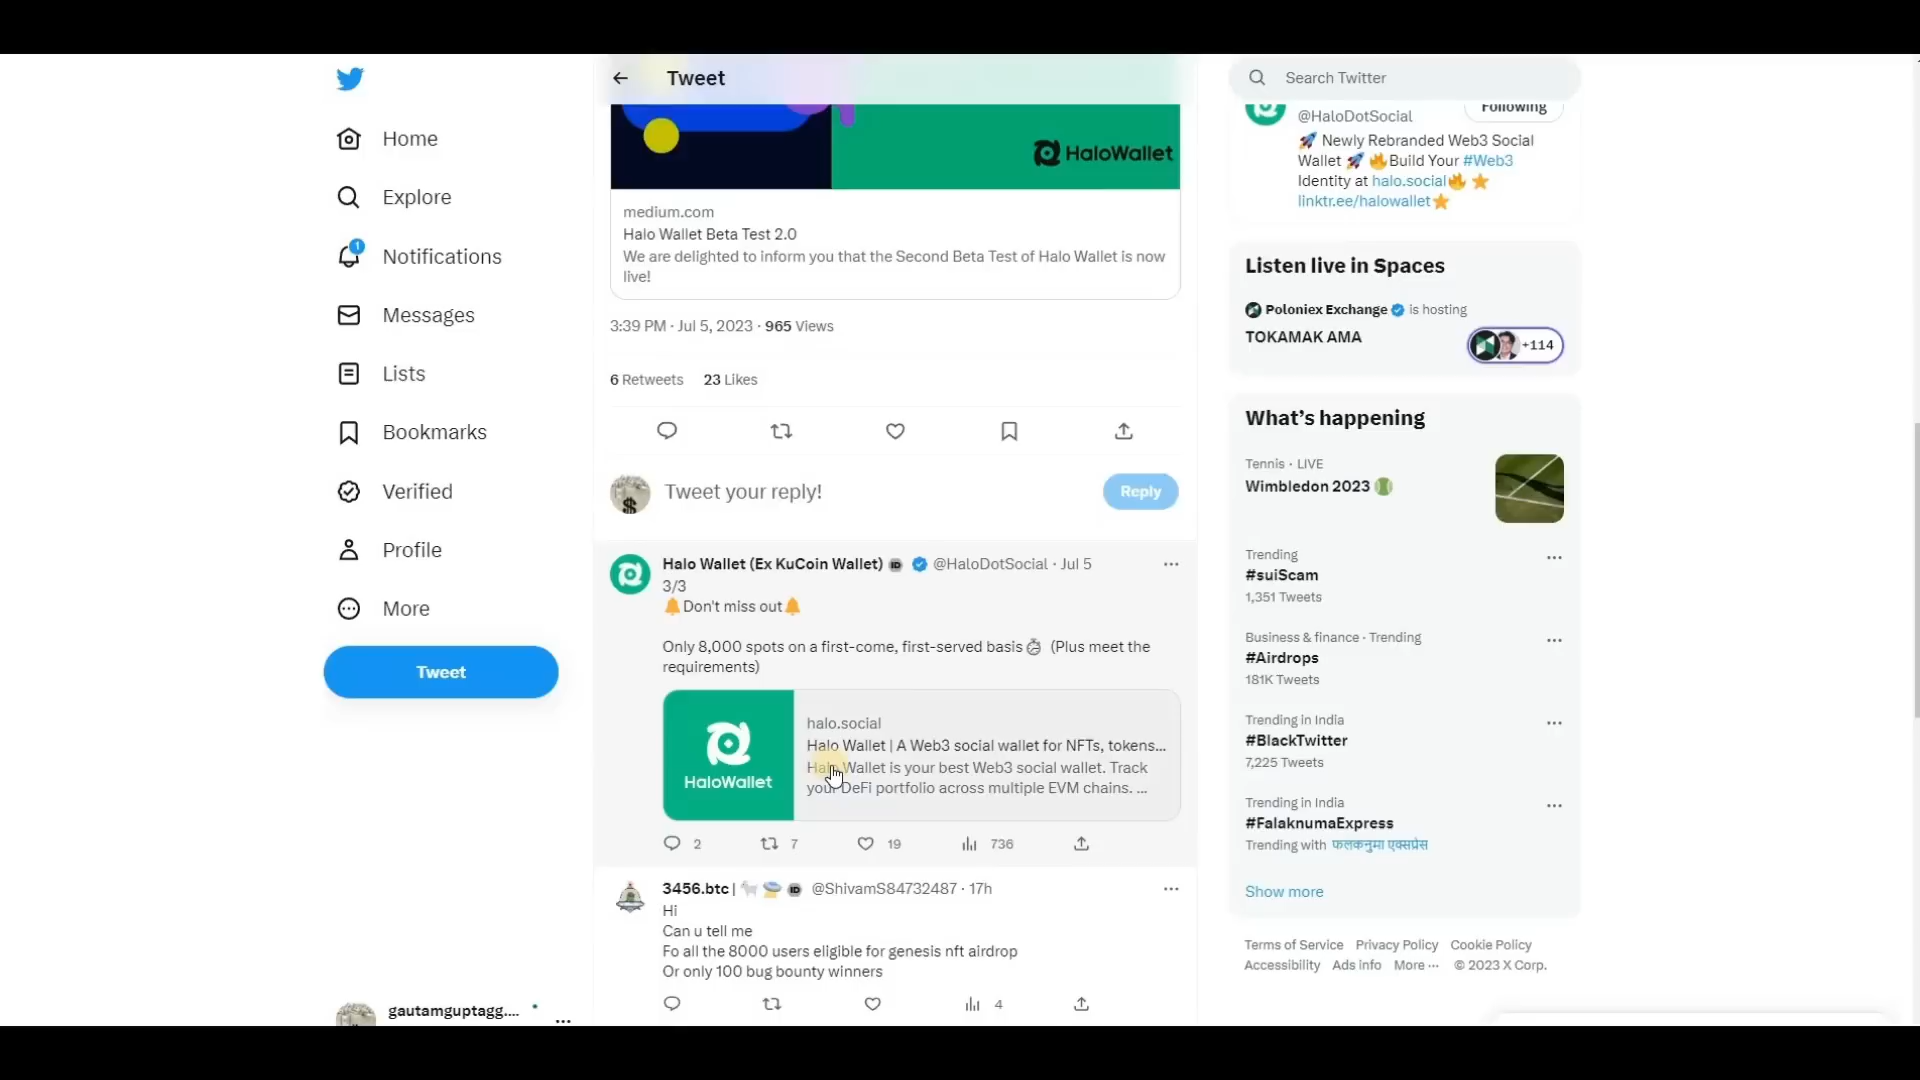 Home
Explore
1
Notifications
Messages
Lists
Bookmarks
Verified
Profile
More
Tweet
gautamguptagg....
Tweet
HaloWallet
medium.com
Halo Wallet Beta Test 2.0
We are delighted to inform you that the Second Beta Test of Halo Wallet is now
live!
3:39 PM · Jul 5, 2023 · 965 Views
6 Retweets 23 Likes
Tweet your reply!
Reply
Halo Wallet (Ex KuCoin Wallet) @HaloDotSocial · Jul 5
3/3
🔔Don't miss out🔔
Only 8,000 spots on a first-come, first-served basis⏱ (Plus meet the
requirements)
HaloWallet
halo.social
Halo Wallet | A Web3 social wallet for NFTs, tokens...
Halo Wallet is your best Web3 social wallet. Track
your DeFi portfolio across multiple EVM chains. ...
2 7 19 736
3456.btc | @ShivamS84732487 · 17h
Hi
Can u tell me
Fo all the 8000 users eligible for genesis nft airdrop
Or only 100 bug bounty winners
4
Search Twitter
@HaloDotSocial
Following
🚀 Newly Rebranded Web3 Social
Wallet 🚀 🔥Build Your #Web3
Identity at halo.social🔥 ⭐
linktr.ee/halowallet⭐
Listen live in Spaces
Poloniex Exchange is hosting
TOKAMAK AMA
+114
What's happening
Tennis · LIVE
Wimbledon 2023
Trending
#suiScam
1,351 Tweets
Business & finance · Trending
#Airdrops
181K Tweets
Trending in India
#BlackTwitter
7,225 Tweets
Trending in India
#FalaknumaExpress
Trending with फलकनुमा एक्सप्रेस
Show more
Terms of Service Privacy Policy Cookie Policy
Accessibility Ads info More ··· © 2023 X Corp.